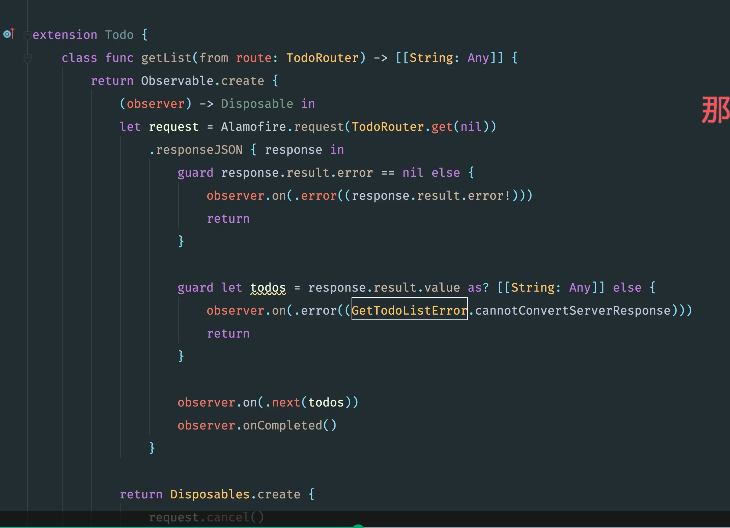 extension Todo {
class func getList(from route: TodoRouter) -> [[String: Any]] {
return Observable.create {
那
(observer) -> Disposable in
let request = Alamofire.request(TodoRouter.get(nil))
.responseJSON { response in
guard response.result.error == nil else {
observer.on(.error((response.result.error!)))
return
}
guard let todos = response.result.value as? [[String: Any]] else {
observer.on(.error((GetTodoListError.cannotConvertServerResponse)))
return
}
observer.on(.next(todos))
observer.onCompleted()
}
return Disposables.create {
request.cancel()